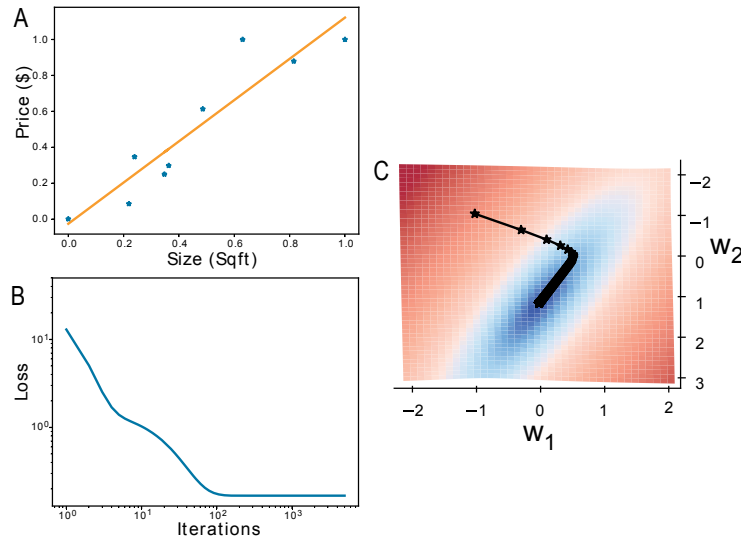 A
Price ($)
1.0
0.8
0.6
0.4
0.2
0.0
0.0 0.2 0.4 0.6 0.8 1.0
Size (Sqft)
B
Loss
10¹
10⁰
10⁰ 10¹ 10² 10³
Iterations
C
−2
−1
0
1
2
3
w₂
−2 −1 0 1 2
w₁